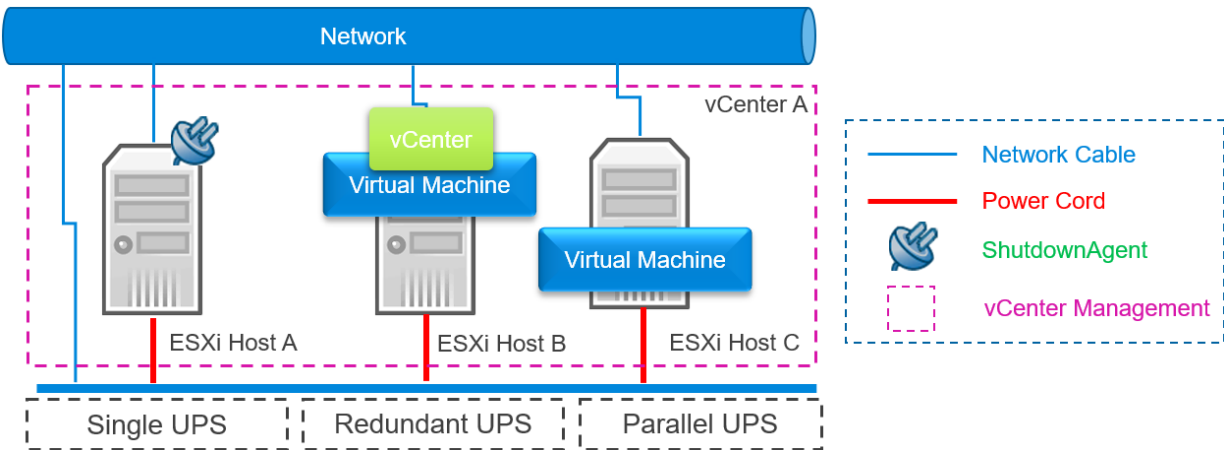 Network
vCenter A
vCenter
Virtual Machine
Virtual Machine
ESXi Host A
ESXi Host B
ESXi Host C
Single UPS
Redundant UPS
Parallel UPS
Network Cable
Power Cord
ShutdownAgent
vCenter Management